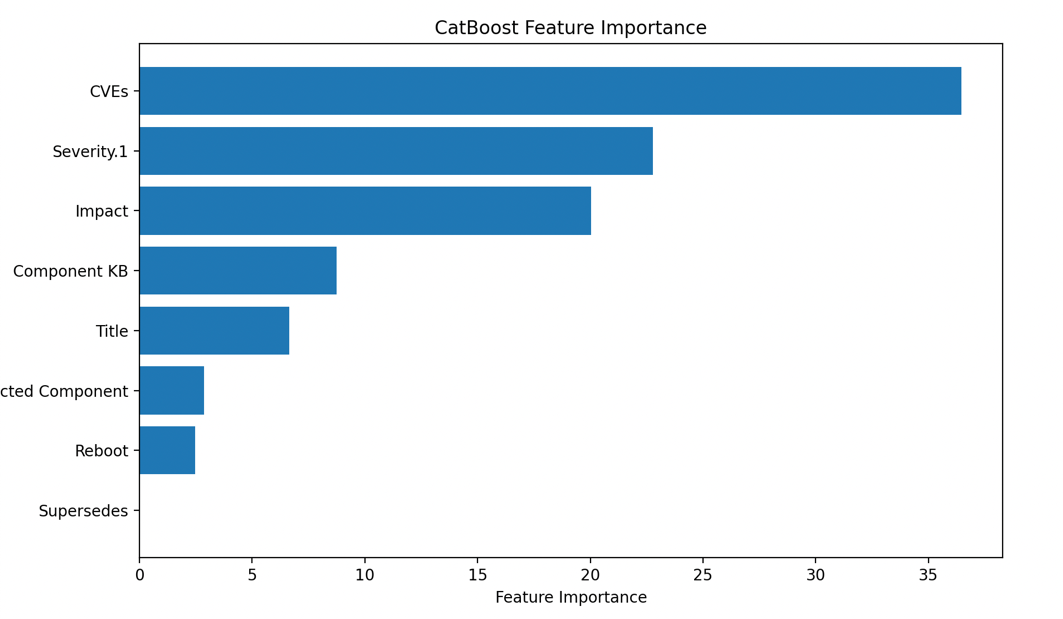 CatBoost Feature Importance
CVEs
Severity.1
Impact
Component KB
Title
cted Component
Reboot
Supersedes
0 5 10 15 20 25 30 35
Feature Importance